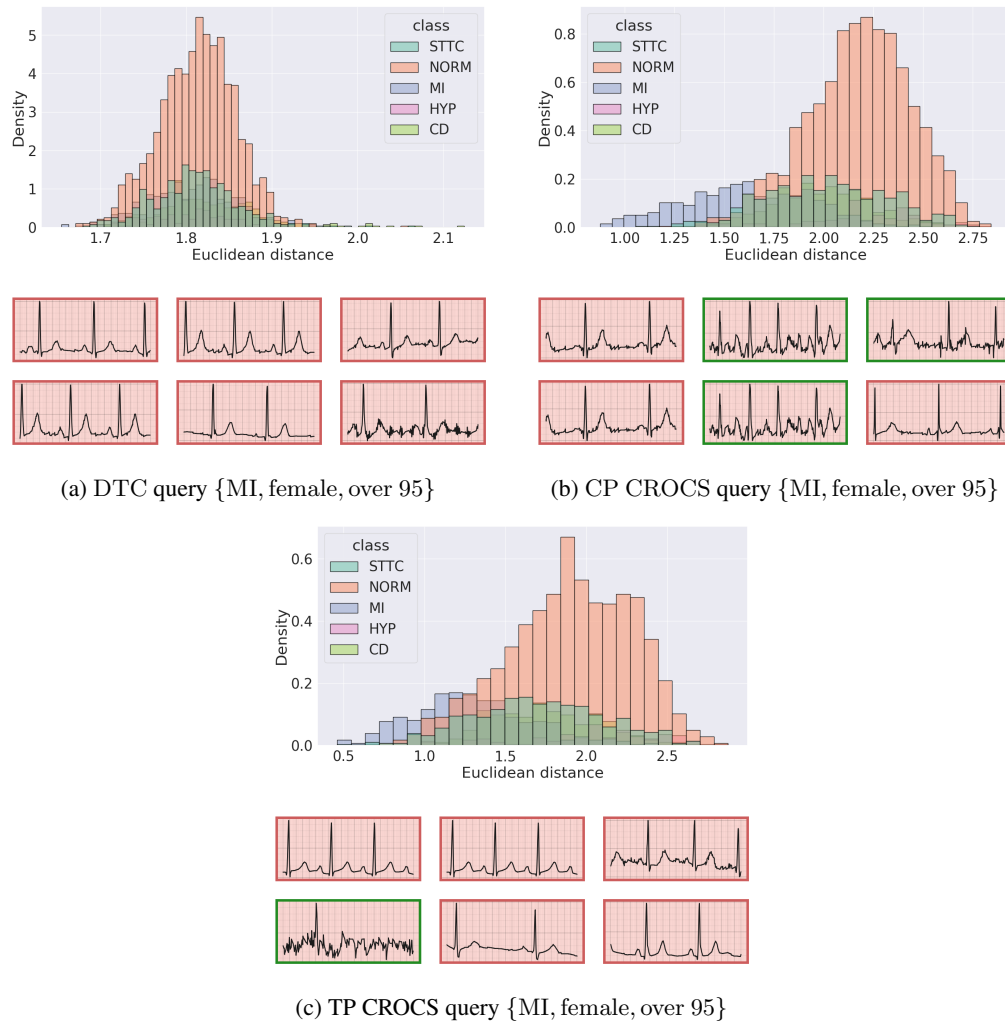 class
STTC
NORM
MI
HYP
CD
Density
5
4
3
2
1
0
1.7 1.8 1.9 2.0 2.1
Euclidean distance
class
STTC
NORM
MI
HYP
CD
Density
0.8
0.6
0.4
0.2
0.0
1.00 1.25 1.50 1.75 2.00 2.25 2.50 2.75
Euclidean distance
(a) DTC query {MI, female, over 95}
(b) CP CROCS query {MI, female, over 95}
class
STTC
NORM
MI
HYP
CD
Density
0.6
0.4
0.2
0.0
0.5 1.0 1.5 2.0 2.5
Euclidean distance
(c) TP CROCS query {MI, female, over 95}